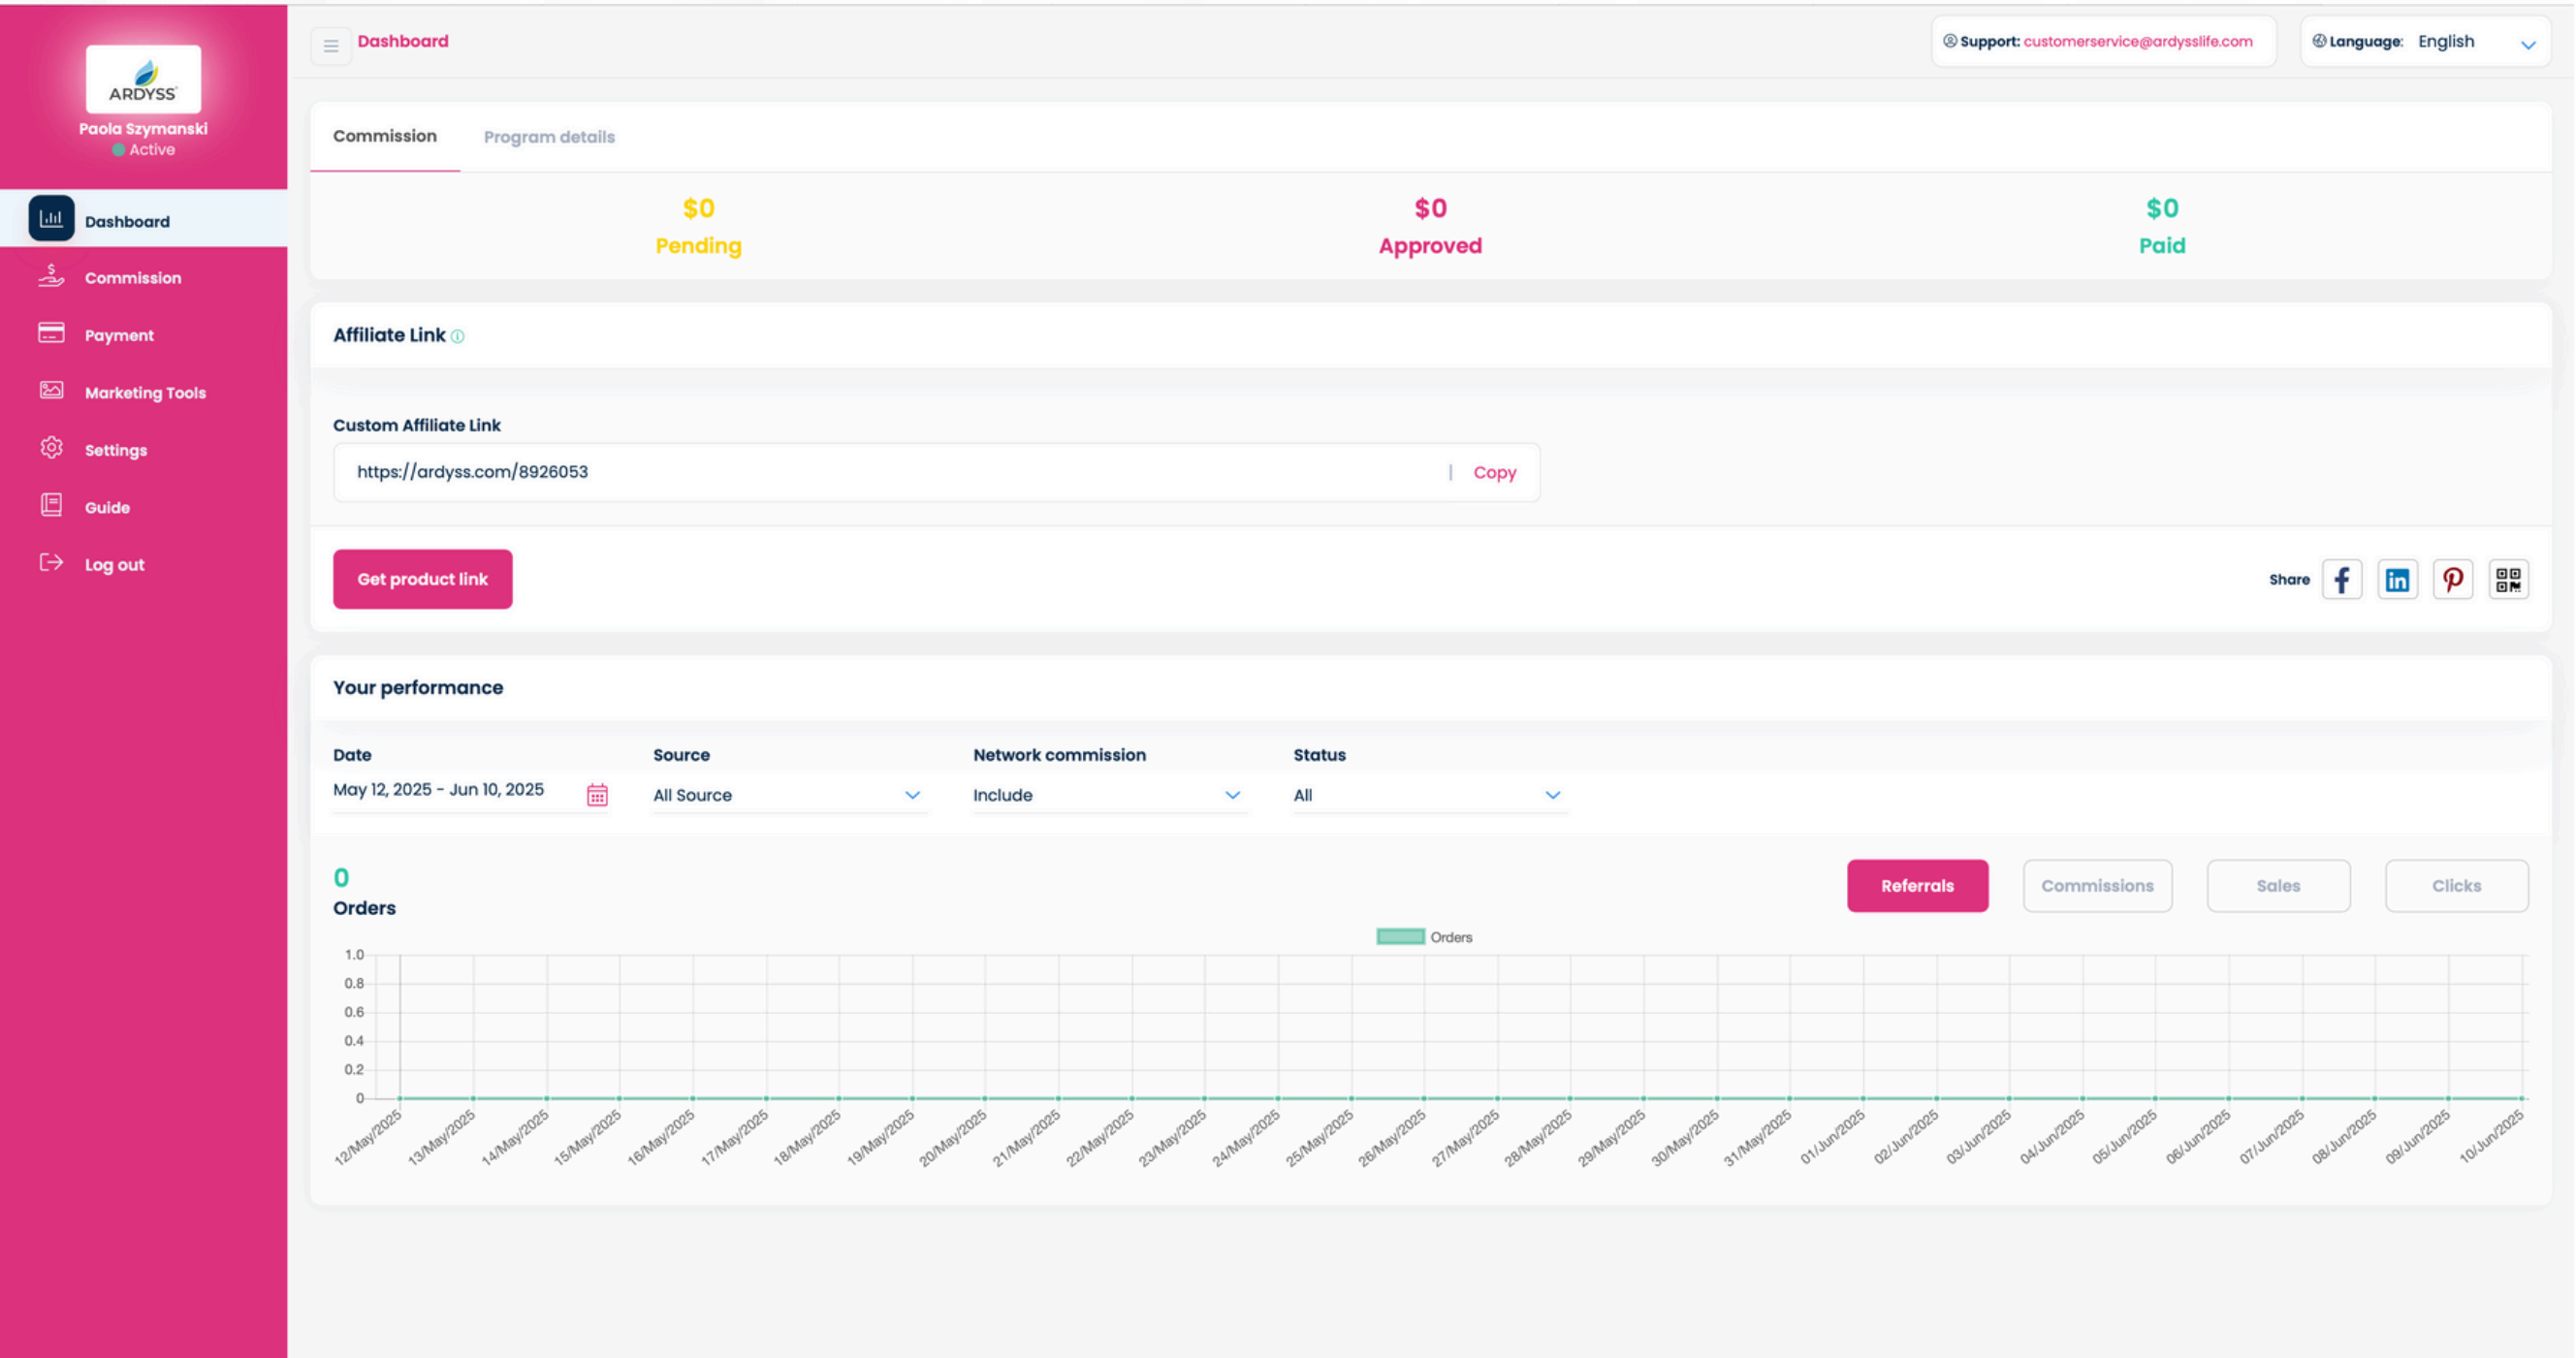 ARDYSS
Paola Szymanski
Active
Dashboard
Commission
Payment
Marketing Tools
Settings
Guide
Log out
Dashboard
Support: customerservice@ardysslife.com
Language: English
Commission Program details
$0 $0 $0
Pending Approved Paid
Affiliate Link
Custom Affiliate Link
https://ardyss.com/8926053 | Copy
Get product link
Share
Your performance
Date Source Network commission Status
May 12, 2025 - Jun 10, 2025 All Source Include All
0
Orders
Referrals Commissions Sales Clicks
Orders
1.0
0.8
0.6
0.4
0.2
0
12/May/2025 13/May/2025 14/May/2025 15/May/2025 16/May/2025 17/May/2025 18/May/2025 19/May/2025 20/May/2025 21/May/2025 22/May/2025 23/May/2025 24/May/2025 25/May/2025 26/May/2025 27/May/2025 28/May/2025 29/May/2025 30/May/2025 31/May/2025 01/Jun/2025 02/Jun/2025 03/Jun/2025 04/Jun/2025 05/Jun/2025 06/Jun/2025 07/Jun/2025 08/Jun/2025 09/Jun/2025 10/Jun/2025